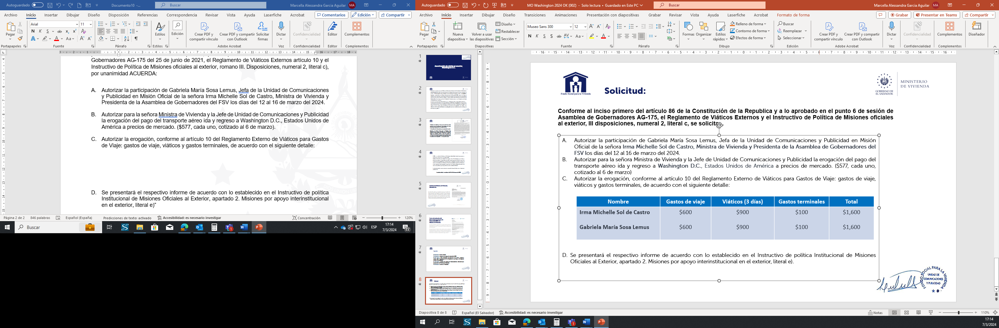 Autoguardado
Documento10 -...
Buscar
Marcella Alessandra Garcia Aguilar
MA
Archivo Inicio Insertar Dibujar Diseño Disposición Referencias Correspondencia Revisar Vista Ayuda Laserfiche Acrobat
Comentarios Edición Compartir
Pegar
Arial 11
Estilos
Edición
Crear PDF y compartir vínculo
Crear PDF y compartir con Outlook
Solicitar firmas
Dictar
Confidencialidad
Editor
Complementos
Portapapeles Fuente Párrafo Estilos Adobe Acrobat Voz Confidencialidad Editor Complementos
Gobernadores AG-175 del 25 de junio de 2021, el Reglamento de Viáticos Externos artículo 10 y el
Instructivo de Política de Misiones oficiales al exterior, romano III. Disposiciones, numeral 2, literal c),
por unanimidad ACUERDA:
A. Autorizar la participación de Gabriela María Sosa Lemus, Jefa de la Unidad de Comunicaciones
y Publicidad en Misión Oficial de la señora Irma Michelle Sol de Castro, Ministra de Vivienda y
Presidenta de la Asamblea de Gobernadores del FSV los días del 12 al 16 de marzo del 2024.
B. Autorizar para la señora Ministra de Vivienda y la Jefe de Unidad de Comunicaciones y Publicidad
la erogación del pago del transporte aéreo ida y regreso a Washington D.C., Estados Unidos de
América a precios de mercado. ($577, cada uno, cotizado al 6 de marzo).
C. Autorizar la erogación, conforme al artículo 10 del Reglamento Externo de Viáticos para Gastos
de Viaje: gastos de viaje, viáticos y gastos terminales, de acuerdo con el siguiente detalle:
D. Se presentará el respectivo informe de acuerdo con lo establecido en el Instructivo de política
Institucional de Misiones Oficiales al Exterior, apartado 2. Misiones por apoyo interinstitucional
en el exterior, literal e)”
Página 2 de 2 846 palabras Español (España) Predicciones de texto: activado Accesibilidad: es necesario investigar Concentración 120%
Buscar
ESP
17:14
7/3/2024
22
Autoguardado
MO Washington 2024 OK (002) - Solo lectura • Guardado en Este PC
Buscar
Marcella Alessandra Garcia Aguilar
MA
Archivo Inicio Insertar Dibujar Diseño Transiciones Animaciones Presentación con diapositivas Grabar Revisar Vista Ayuda Laserfiche Acrobat Formato de forma
Grabar Presentar en Teams Compartir
Pegar
Nueva diapositiva
Volver a usar las diapositivas
Diseño
Restablecer
Sección
Museo Sans 300 12
Formas Organizar Estilos rápidos
Relleno de forma
Contorno de forma
Efectos de forma
Buscar
Reemplazar
Seleccionar
Crear PDF y compartir vínculo
Crear PDF y compartir con Outlook
Dictar
Confidencialidad
Complementos
Diseñador
Portapapeles Diapositivas Fuente Párrafo Dibujo Edición Adobe Acrobat Voz Confidencialidad Complementos
1
Autorización de misión al exterior,
Washington D.C.
2
3
4
5
6
7
8
Fondo Social para la Vivienda
Solicitud:
GOBIERNO DE
EL SALVADOR
MINISTERIO
DE VIVIENDA
Conforme al inciso primero del artículo 86 de la Constitución de la Republica y a lo aprobado en el punto 6 de sesión de
Asamblea de Gobernadores AG-175, el Reglamento de Viáticos Externos y el Instructivo de Política de Misiones oficiales
al exterior, III disposiciones, numeral 2, literal c, se solicita
A. Autorizar la participación de Gabriela María Sosa Lemus, Jefa de la Unidad de Comunicaciones y Publicidad en Misión
Oficial de la señora Irma Michelle Sol de Castro, Ministra de Vivienda y Presidenta de la Asamblea de Gobernadores del
FSV los días del 12 al 16 de marzo del 2024.
B. Autorizar para la señora Ministra de Vivienda y la Jefe de Unidad de Comunicaciones y Publicidad la erogación del pago del
transporte aéreo ida y regreso a Washington D.C., Estados Unidos de América a precios de mercado. ($577, cada uno,
cotizado al 6 de marzo)
C. Autorizar la erogación, conforme al artículo 10 del Reglamento Externo de Viáticos para Gastos de Viaje: gastos de viaje,
viáticos y gastos terminales, de acuerdo con el siguiente detalle:
Nombre Gastos de viaje Viáticos (3 días) Gastos terminales Total
Irma Michelle Sol de Castro $600 $900 $100 $1,600
Gabriela María Sosa Lemus $600 $900 $100 $1,600
D. Se presentará el respectivo informe de acuerdo con lo establecido en el Instructivo de política Institucional de Misiones
Oficiales al Exterior, apartado 2. Misiones por apoyo interinstitucional en el exterior, literal e).
FONDO SOCIAL PARA LA VIVIENDA
UNIDAD DE
COMUNICACIONES
Y PUBLICIDAD
Diapositiva 8 de 8 Español (El Salvador) Accesibilidad: es necesario investigar Notas 110%
17:14
7/3/2024